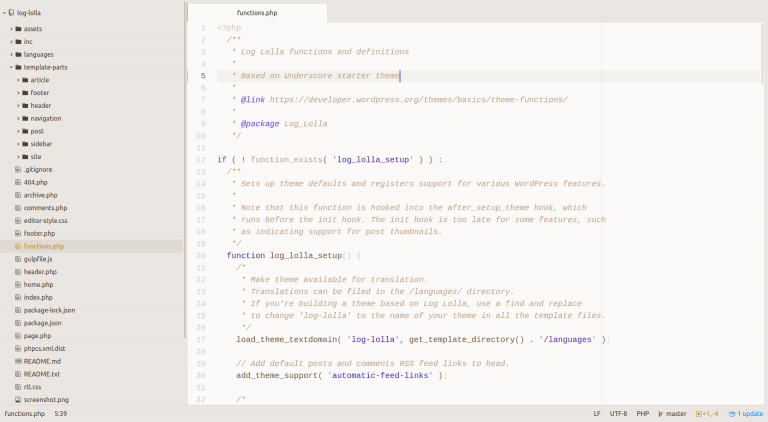 log-lolla
assets
inc
languages
template-parts
article
footer
header
navigation
post
sidebar
site
.gitignore
404.php
archive.php
comments.php
editor-style.css
footer.php
functions.php
gulpfile.js
header.php
home.php
index.php
package-lock.json
package.json
page.php
phpcs.xml.dist
README.md
README.txt
rtl.css
screenshot.png
functions.php
1 <?php
2 /**
3 * Log Lolla functions and definitions
4 *
5 * Based on Underscore starter theme
6 *
7 * @link https://developer.wordpress.org/themes/basics/theme-functions/
8 *
9 * @package Log_Lolla
10 */
11
12 if ( ! function_exists( 'log_lolla_setup' ) ) :
13 /**
14 * Sets up theme defaults and registers support for various WordPress features.
15 *
16 * Note that this function is hooked into the after_setup_theme hook, which
17 * runs before the init hook. The init hook is too late for some features, such
18 * as indicating support for post thumbnails.
19 */
20 function log_lolla_setup() {
21 /*
22 * Make theme available for translation.
23 * Translations can be filed in the /languages/ directory.
24 * If you're building a theme based on Log Lolla, use a find and replace
25 * to change 'log-lolla' to the name of your theme in all the template files.
26 */
27 load_theme_textdomain( 'log-lolla', get_template_directory() . '/languages' );
28
29 // Add default posts and comments RSS feed links to head.
30 add_theme_support( 'automatic-feed-links' );
31
32 /*
functions.php 5:39 LF UTF-8 PHP master +1, -4 1 update